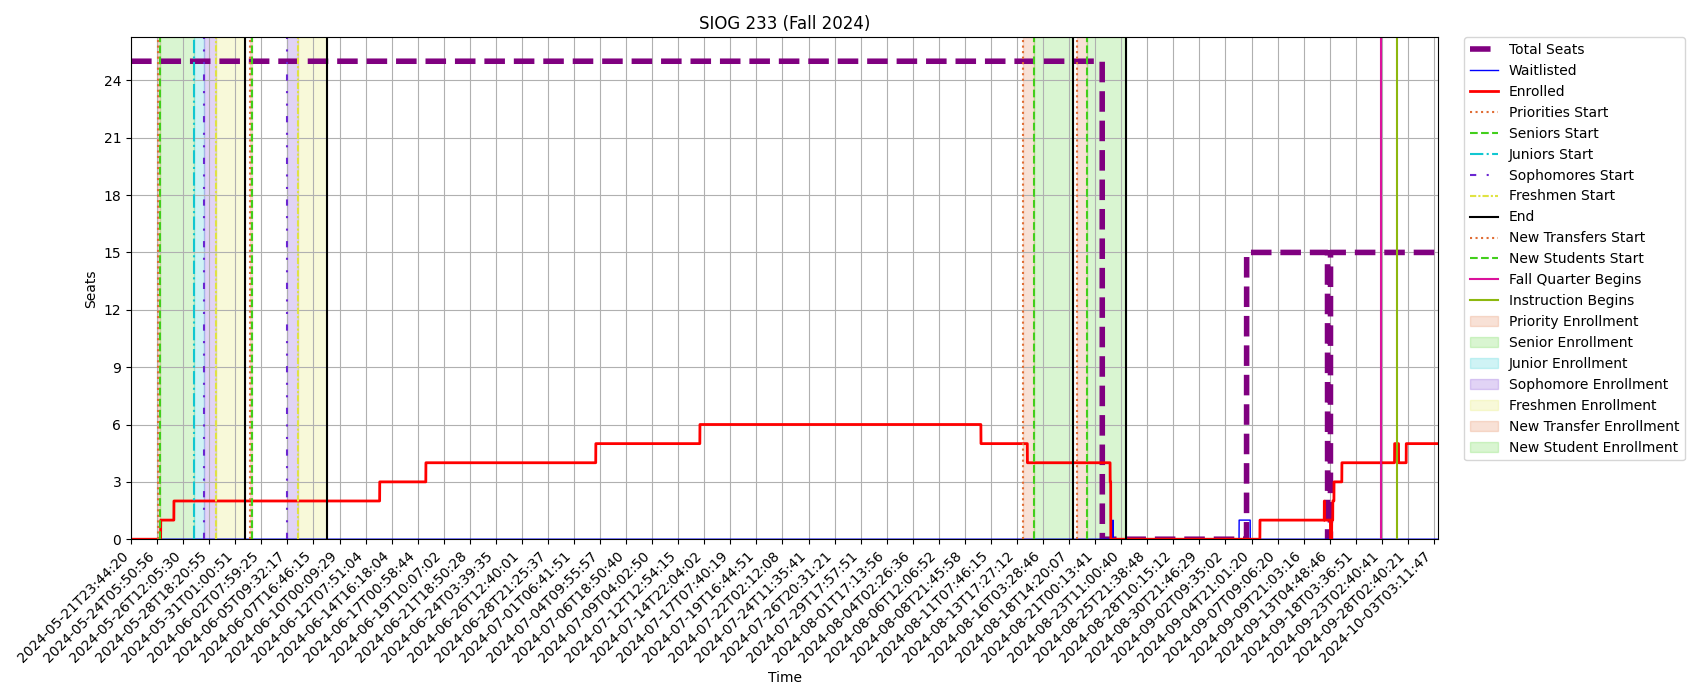 SIOG 233 (Fall 2024)
Seats
24
21
18
15
12
9
6
3
0
2024-05-21T23:44:20
2024-05-24T05:50:56
2024-05-26T12:05:30
2024-05-28T18:20:55
2024-05-31T01:00:51
2024-06-02T07:59:23
2024-06-05T09:32:17
2024-06-07T16:46:15
2024-06-10T00:09:29
2024-06-12T07:51:04
2024-06-14T16:18:04
2024-06-17T00:58:44
2024-06-19T10:07:02
2024-06-21T18:50:28
2024-06-24T03:39:35
2024-06-26T12:40:01
2024-06-28T21:25:37
2024-07-01T06:41:51
2024-07-04T09:55:57
2024-07-06T18:50:40
2024-07-09T04:02:50
2024-07-12T12:54:15
2024-07-14T22:04:02
2024-07-17T07:40:19
2024-07-19T16:44:51
2024-07-22T02:12:08
2024-07-24T11:35:41
2024-07-26T20:31:21
2024-07-29T17:57:51
2024-08-01T17:13:56
2024-08-04T02:26:36
2024-08-06T12:06:52
2024-08-08T21:45:58
2024-08-11T07:46:15
2024-08-13T17:27:12
2024-08-16T03:28:46
2024-08-18T14:20:07
2024-08-21T00:13:41
2024-08-23T11:00:40
2024-08-25T21:38:48
2024-08-28T10:15:12
2024-08-30T21:46:29
2024-09-02T09:35:02
2024-09-04T21:01:20
2024-09-07T09:06:20
2024-09-09T21:03:16
2024-09-13T04:48:46
2024-09-18T03:36:51
2024-09-23T02:40:41
2024-09-28T02:40:21
2024-10-03T03:11:47
Time
Total Seats
Waitlisted
Enrolled
Priorities Start
Seniors Start
Juniors Start
Sophomores Start
Freshmen Start
End
New Transfers Start
New Students Start
Fall Quarter Begins
Instruction Begins
Priority Enrollment
Senior Enrollment
Junior Enrollment
Sophomore Enrollment
Freshmen Enrollment
New Transfer Enrollment
New Student Enrollment